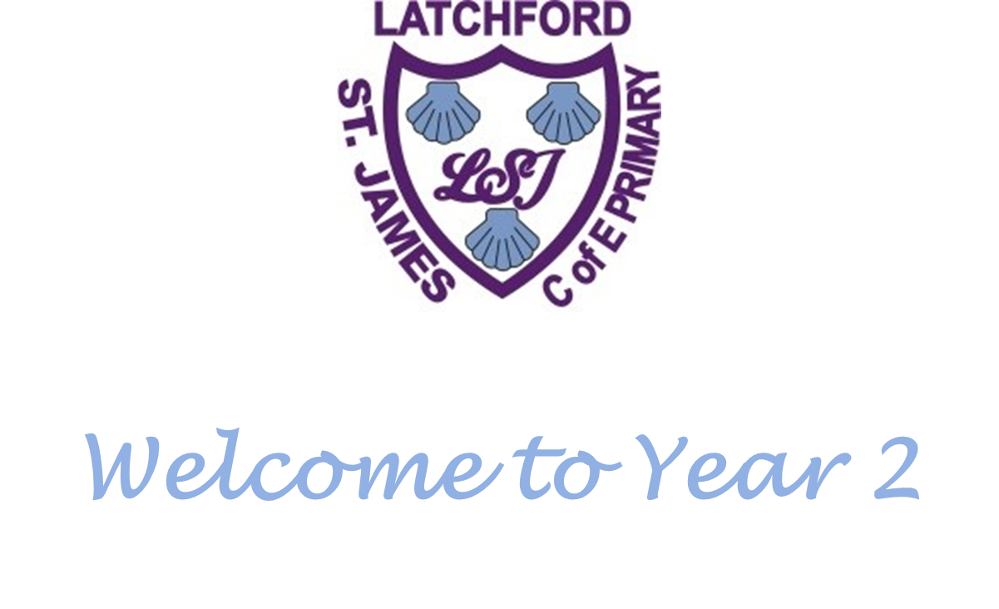 LATCHFORD
ST. JAMES
C of E PRIMARY
LSJ
Welcome to Year 2